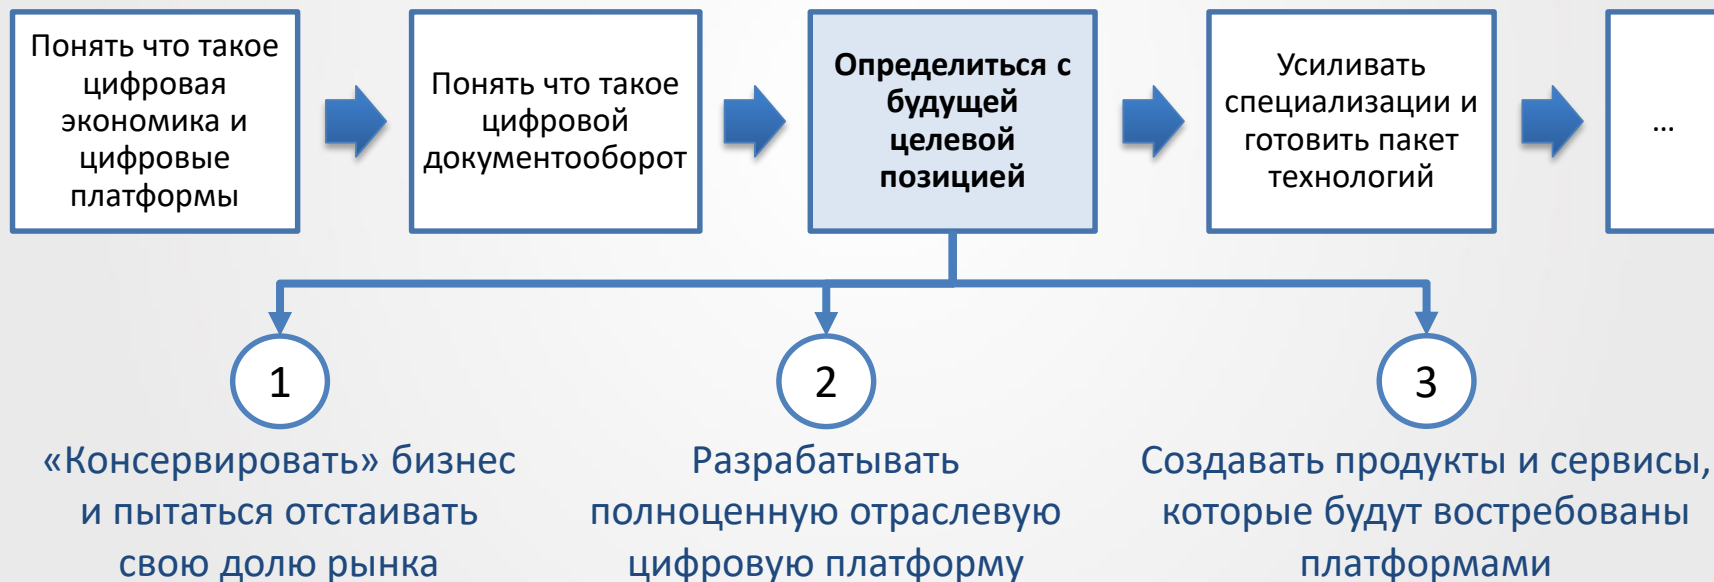 Понять что такое
цифровая
экономика и
цифровые
платформы
Понять что такое
цифровой
документооборот
Определиться с
будущей
целевой
позицией
Усиливать
специализации и
готовить пакет
технологий
...
1
«Консервировать» бизнес
и пытаться отстаивать
свою долю рынка
2
Разрабатывать
полноценную отраслевую
цифровую платформу
3
Создавать продукты и сервисы,
которые будут востребованы
платформами